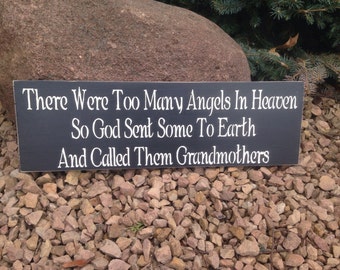 There Were Too Many Angels In Heaven
So God Sent Some To Earth
And Called Them Grandmothers